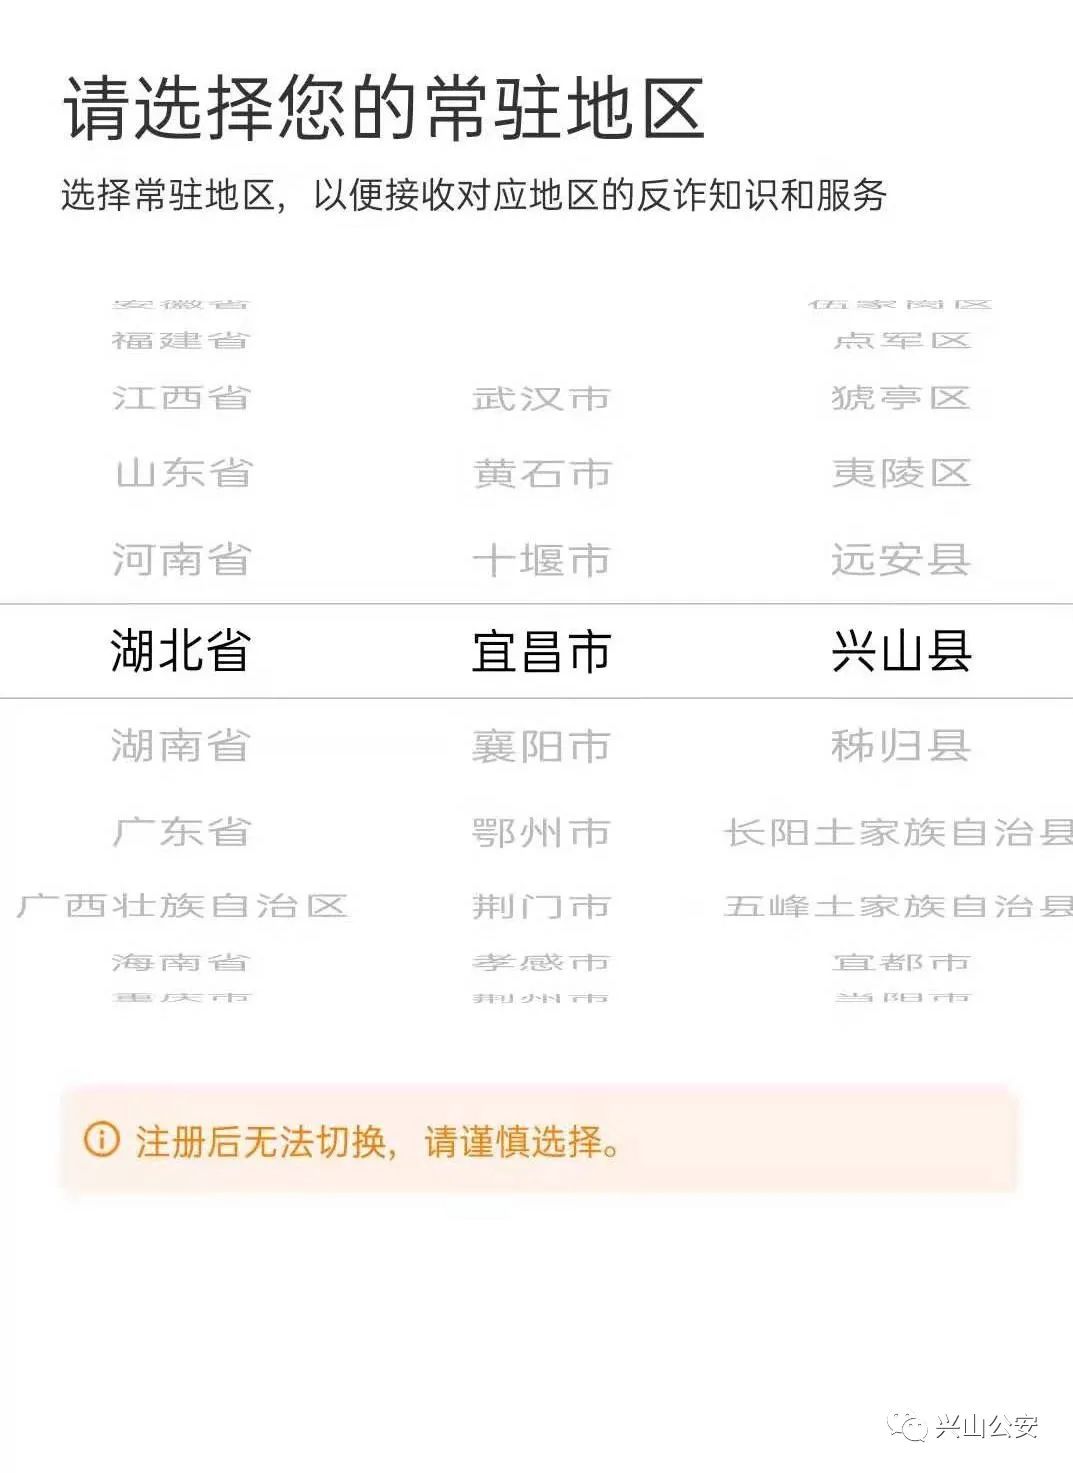 请选择您的常驻地区
选择常驻地区，以便接收对应地区的反诈知识和服务
安徽省 伍家岗区
福建省 点军区
江西省 武汉市 猇亭区
山东省 黄石市 夷陵区
河南省 十堰市 远安县
湖北省 宜昌市 兴山县
湖南省 襄阳市 秭归县
广东省 鄂州市 长阳土家族自治县
广西壮族自治区 荆门市 五峰土家族自治县
海南省 孝感市 宜都市
重庆市 荆州市 当阳市
注册后无法切换，请谨慎选择。
兴山公安